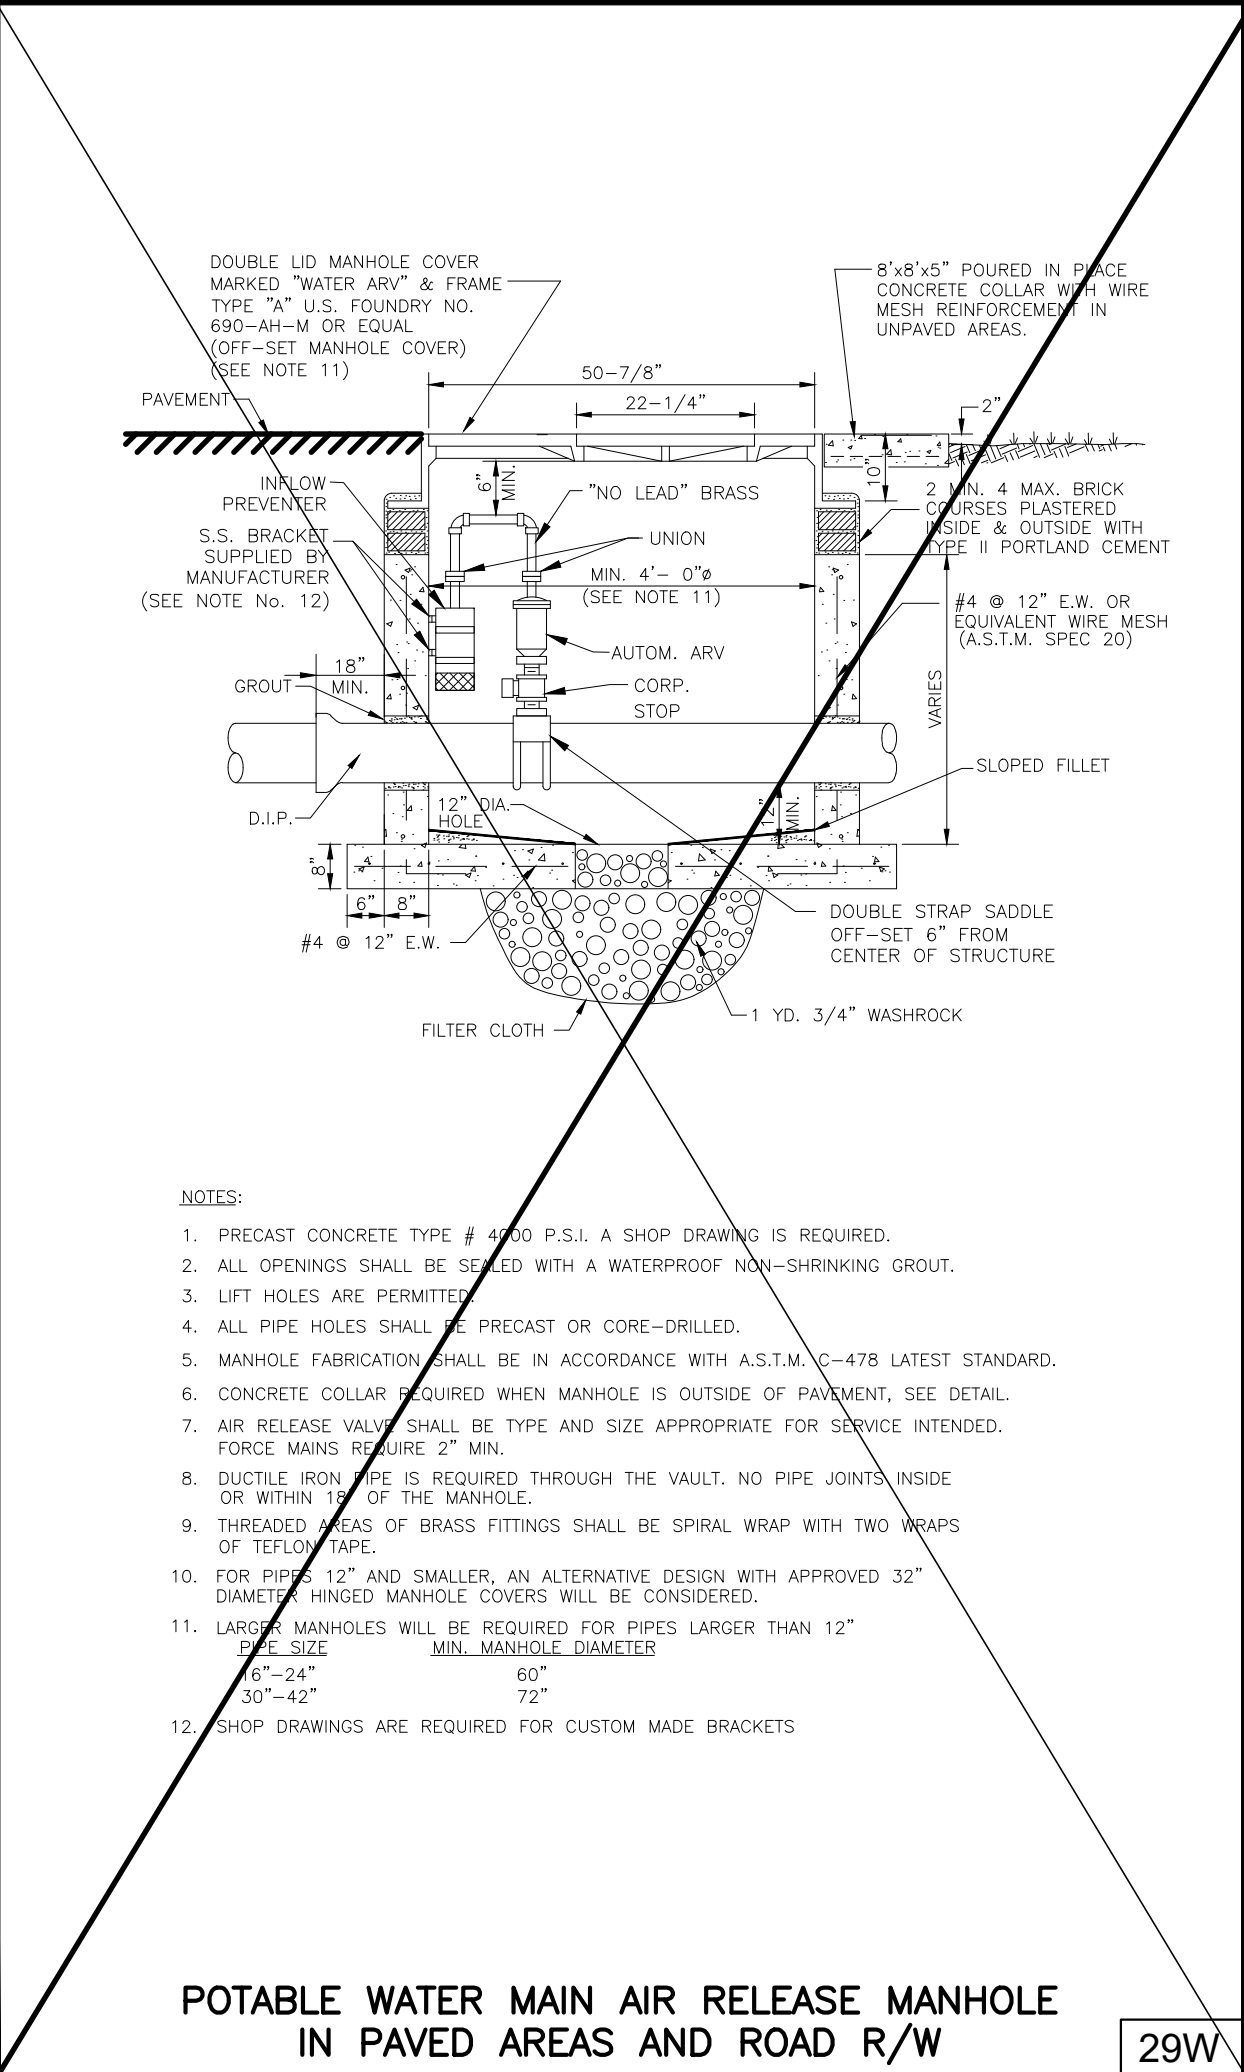 DOUBLE LID MANHOLE COVER
MARKED "WATER ARV" & FRAME
TYPE "A" U.S. FOUNDRY NO.
690-AH-M OR EQUAL
(OFF-SET MANHOLE COVER)
(SEE NOTE 11)
8'x8'x5" POURED IN PLACE
CONCRETE COLLAR WITH WIRE
MESH REINFORCEMENT IN
UNPAVED AREAS.
50-7/8"
22-1/4"
PAVEMENT
2"
10"
6"
MIN.
INFLOW
PREVENTER
"NO LEAD" BRASS
2 MIN. 4 MAX. BRICK
COURSES PLASTERED
INSIDE & OUTSIDE WITH
TYPE II PORTLAND CEMENT
S.S. BRACKET
SUPPLIED BY
MANUFACTURER
(SEE NOTE No. 12)
UNION
MIN. 4'- 0"ø
(SEE NOTE 11)
#4 @ 12" E.W. OR
EQUIVALENT WIRE MESH
(A.S.T.M. SPEC 20)
AUTOM. ARV
18"
MIN.
GROUT
CORP.
STOP
VARIES
SLOPED FILLET
D.I.P.
12" DIA.
HOLE
12"
MIN.
8"
6"
8"
#4 @ 12" E.W.
DOUBLE STRAP SADDLE
OFF-SET 6" FROM
CENTER OF STRUCTURE
1 YD. 3/4" WASHROCK
FILTER CLOTH
NOTES:
1. PRECAST CONCRETE TYPE # 4000 P.S.I. A SHOP DRAWING IS REQUIRED.
2. ALL OPENINGS SHALL BE SEALED WITH A WATERPROOF NON-SHRINKING GROUT.
3. LIFT HOLES ARE PERMITTED.
4. ALL PIPE HOLES SHALL BE PRECAST OR CORE-DRILLED.
5. MANHOLE FABRICATION SHALL BE IN ACCORDANCE WITH A.S.T.M. C-478 LATEST STANDARD.
6. CONCRETE COLLAR REQUIRED WHEN MANHOLE IS OUTSIDE OF PAVEMENT, SEE DETAIL.
7. AIR RELEASE VALVE SHALL BE TYPE AND SIZE APPROPRIATE FOR SERVICE INTENDED.
FORCE MAINS REQUIRE 2" MIN.
8. DUCTILE IRON PIPE IS REQUIRED THROUGH THE VAULT. NO PIPE JOINTS INSIDE
OR WITHIN 18" OF THE MANHOLE.
9. THREADED AREAS OF BRASS FITTINGS SHALL BE SPIRAL WRAP WITH TWO WRAPS
OF TEFLON TAPE.
10. FOR PIPES 12" AND SMALLER, AN ALTERNATIVE DESIGN WITH APPROVED 32"
DIAMETER HINGED MANHOLE COVERS WILL BE CONSIDERED.
11. LARGER MANHOLES WILL BE REQUIRED FOR PIPES LARGER THAN 12"
PIPE SIZE MIN. MANHOLE DIAMETER
16"-24" 60"
30"-42" 72"
12. SHOP DRAWINGS ARE REQUIRED FOR CUSTOM MADE BRACKETS
POTABLE WATER MAIN AIR RELEASE MANHOLE
IN PAVED AREAS AND ROAD R/W
29W